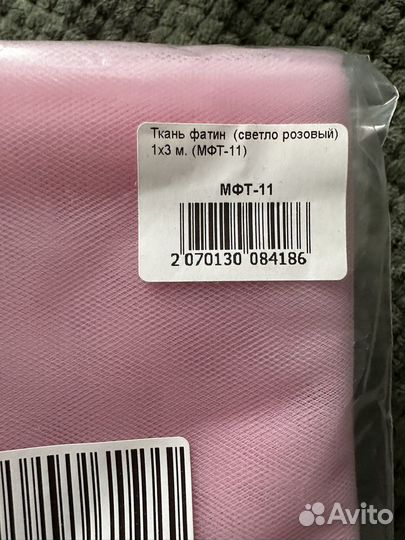 Ткань фатин (светло розовый)
1х3 м. (МФТ-11)
МФТ-11
2 070130 084186
Avito